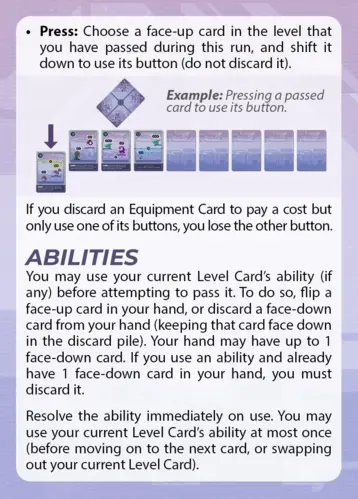 • Press: Choose a face-up card in the level that
you have passed during this run, and shift it
down to use its button (do not discard it).
Example: Pressing a passed
card to use its button.
If you discard an Equipment Card to pay a cost but
only use one of its buttons, you lose the other button.
ABILITIES
You may use your current Level Card's ability (if
any) before attempting to pass it. To do so, flip a
face-up card in your hand, or discard a face-down
card from your hand (keeping that card face down
in the discard pile). Your hand may have up to 1
face-down card. If you use an ability and already
have 1 face-down card in your hand, you must
discard it.
Resolve the ability immediately on use. You may
use your current Level Card's ability at most once
(before moving on to the next card, or swapping
out your current Level Card).